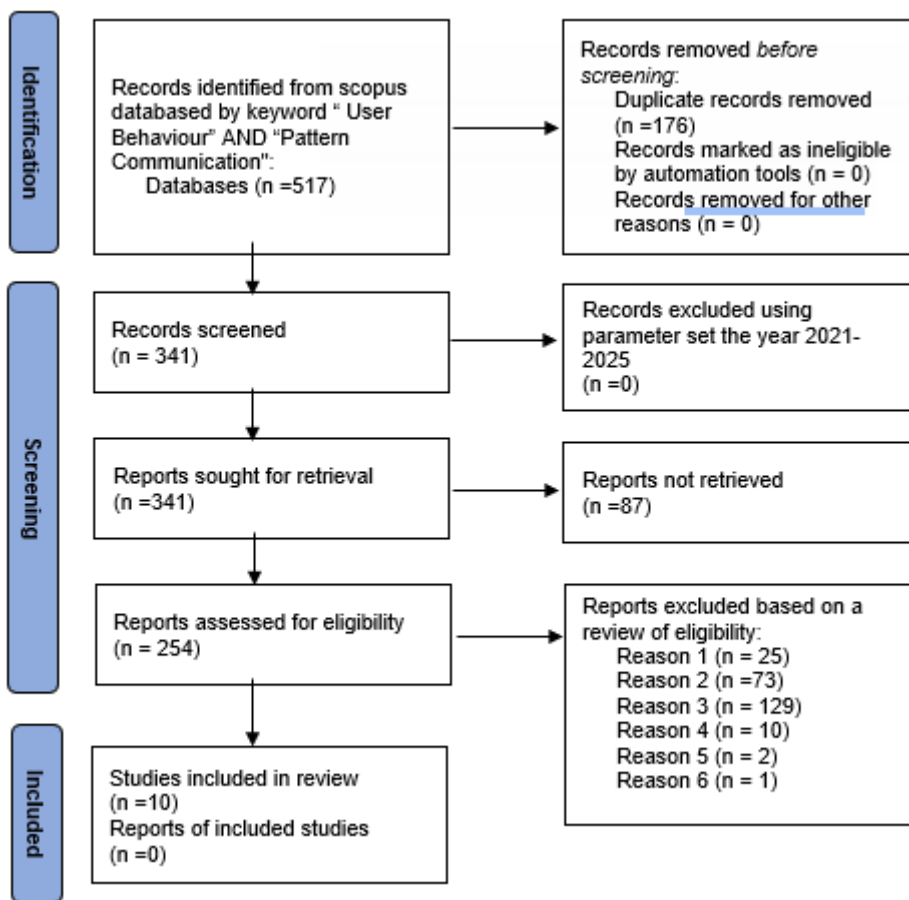 Identification
Records identified from scopus
databased by keyword “ User
Behaviour” AND “Pattern
Communication”:
Databases (n =517)
Records removed before
screening:
Duplicate records removed
(n =176)
Records marked as ineligible
by automation tools (n = 0)
Records removed for other
reasons (n = 0)
Screening
Records screened
(n = 341)
Records excluded using
parameter set the year 2021-
2025
(n =0)
Reports sought for retrieval
(n =341)
Reports not retrieved
(n =87)
Reports assessed for eligibility
(n = 254)
Reports excluded based on a
review of eligibility:
Reason 1 (n = 25)
Reason 2 (n =73)
Reason 3 (n = 129)
Reason 4 (n = 10)
Reason 5 (n = 2)
Reason 6 (n = 1)
Included
Studies included in review
(n =10)
Reports of included studies
(n =0)